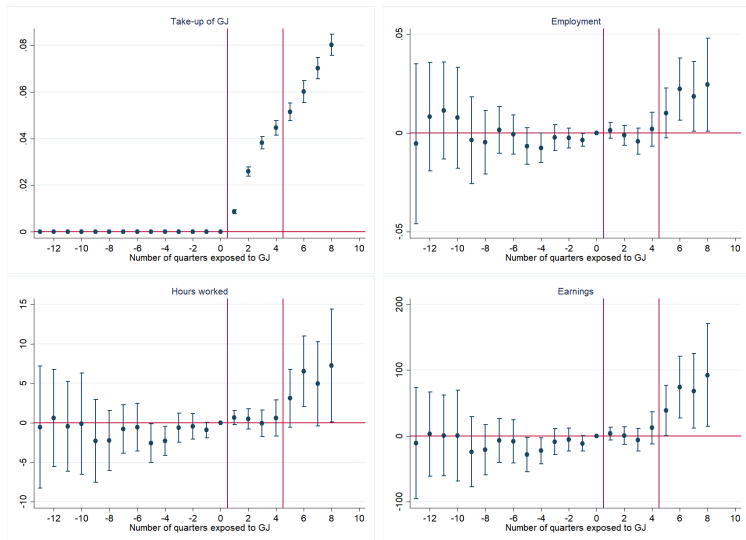 Take-up of GJ
.08
.06
.04
.02
0
-12 -10 -8 -6 -4 -2 0 2 4 6 8 10
Number of quarters exposed to GJ
Employment
.05
0
-.05
-12 -10 -8 -6 -4 -2 0 2 4 6 8 10
Number of quarters exposed to GJ
Hours worked
15
10
5
0
-5
-10
-12 -10 -8 -6 -4 -2 0 2 4 6 8 10
Number of quarters exposed to GJ
Earnings
200
100
0
-100
-12 -10 -8 -6 -4 -2 0 2 4 6 8 10
Number of quarters exposed to GJ